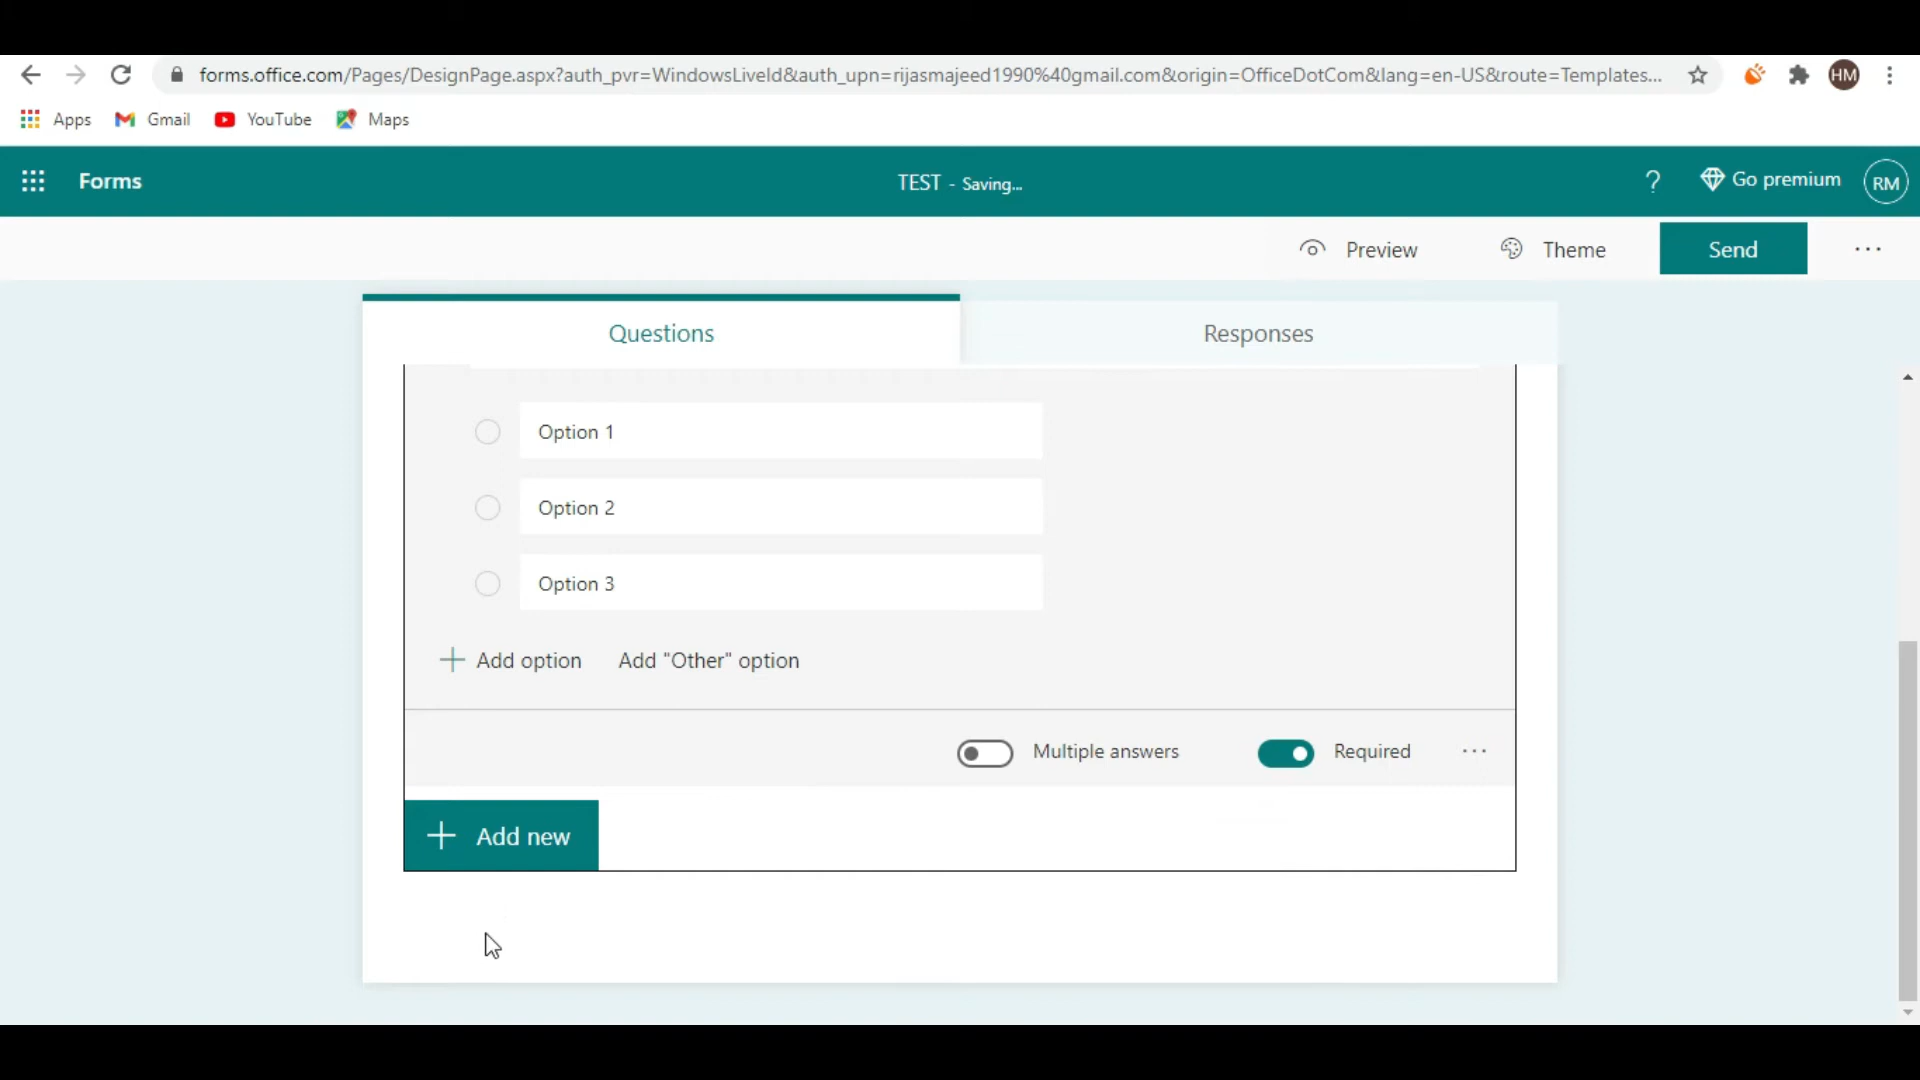 forms.office.com/Pages/DesignPage.aspx?auth_pvr=WindowsLiveId&auth_upn=rijasmajeed1990%40gmail.com&origin=OfficeDotCom&lang=en-US&route=Templates...
HM
Apps Gmail YouTube Maps
Forms TEST - Saving... ? Go premium RM
Preview Theme Send ...
Questions Responses
Option 1
Option 2
Option 3
Add option Add "Other" option
Multiple answers Required ...
Add new